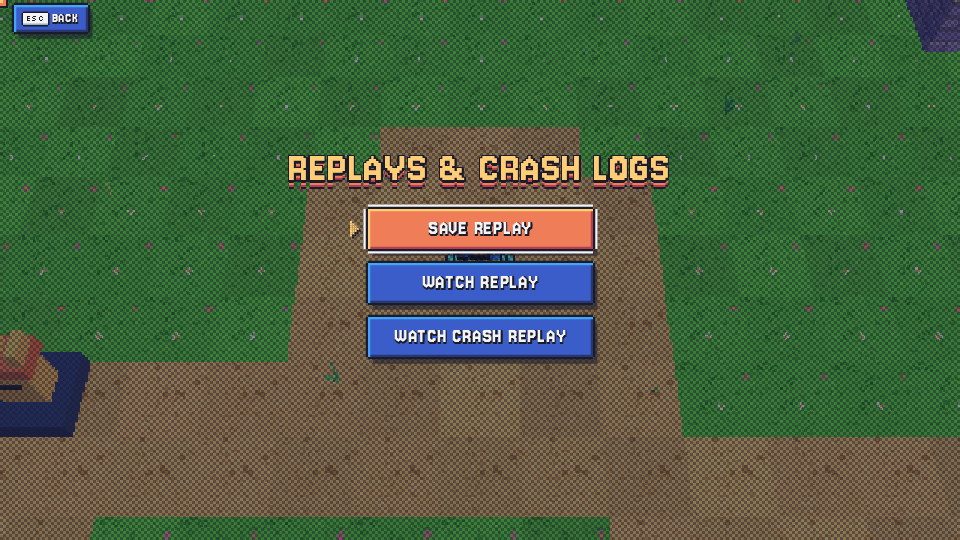 ESC BACK
REPLAYS & CRASH LOGS
SAVE REPLAY
WATCH REPLAY
WATCH CRASH REPLAY